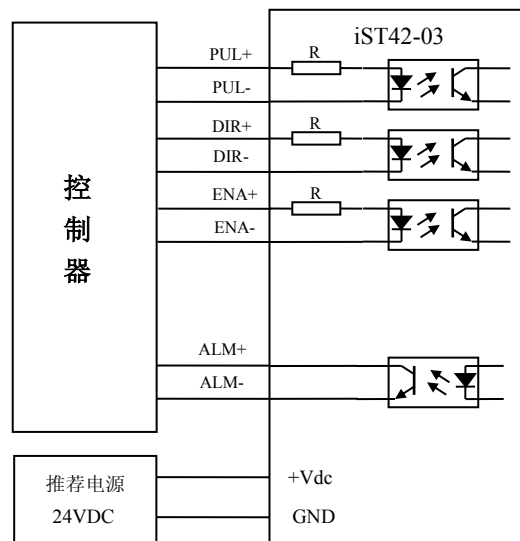 iST42-03
PUL+
R
PUL-
DIR+
R
DIR-
ENA+
R
ENA-
控
制
器
ALM+
ALM-
推荐电源
24VDC
+Vdc
GND